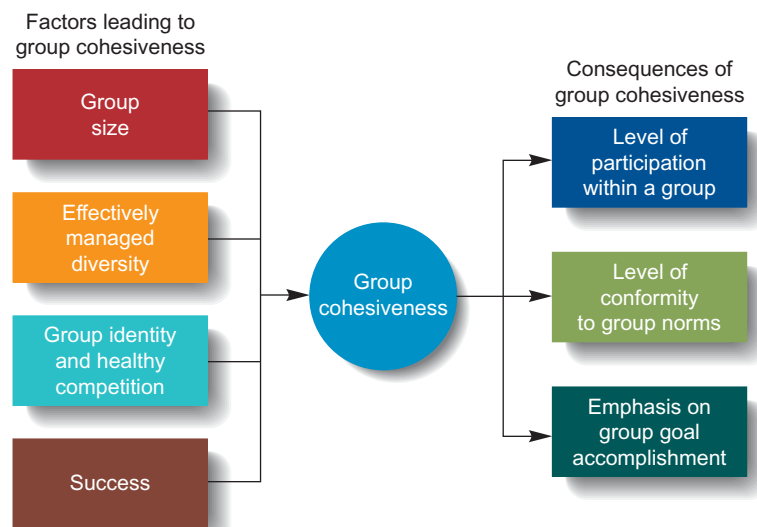 Factors leading to
group cohesiveness
Group
size
Effectively
managed
diversity
Group identity
and healthy
competition
Success
Group
cohesiveness
Consequences of
group cohesiveness
Level of
participation
within a group
Level of
conformity
to group norms
Emphasis on
group goal
accomplishment